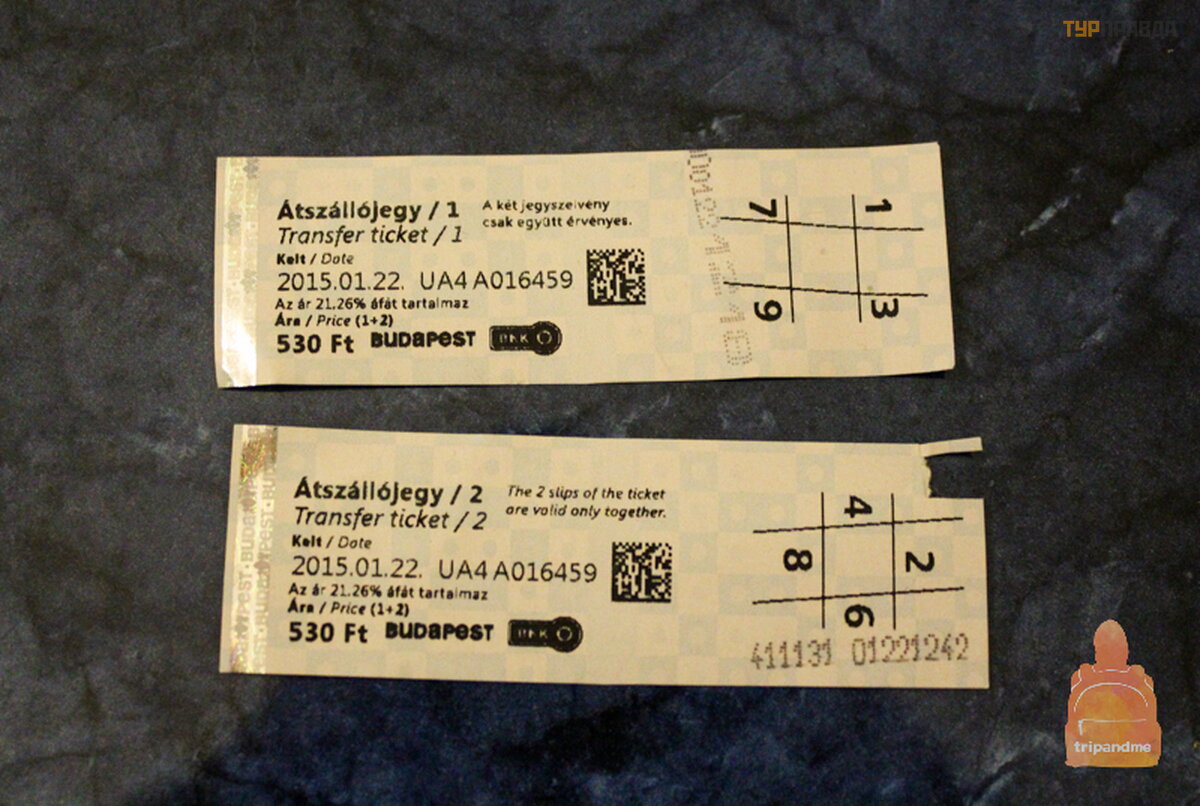 ТУРПРАВДА
Átszállójegy / 1
Transfer ticket / 1
A két jegyszelvény
csak együtt érvényes.
Kelt / Date
2015.01.22. UA4 A016459
Az ár 21.26% áfát tartalmaz
Ára / Price (1+2)
530 Ft BUDAPEST BKK
7 1
9 3
Átszállójegy / 2
Transfer ticket / 2
The 2 slips of the ticket
are valid only together.
Kelt / Date
2015.01.22. UA4 A016459
Az ár 21.26% áfát tartalmaz
Ára / Price (1+2)
530 Ft BUDAPEST BKK
4
8 2
6
411131 01221242
tripandme